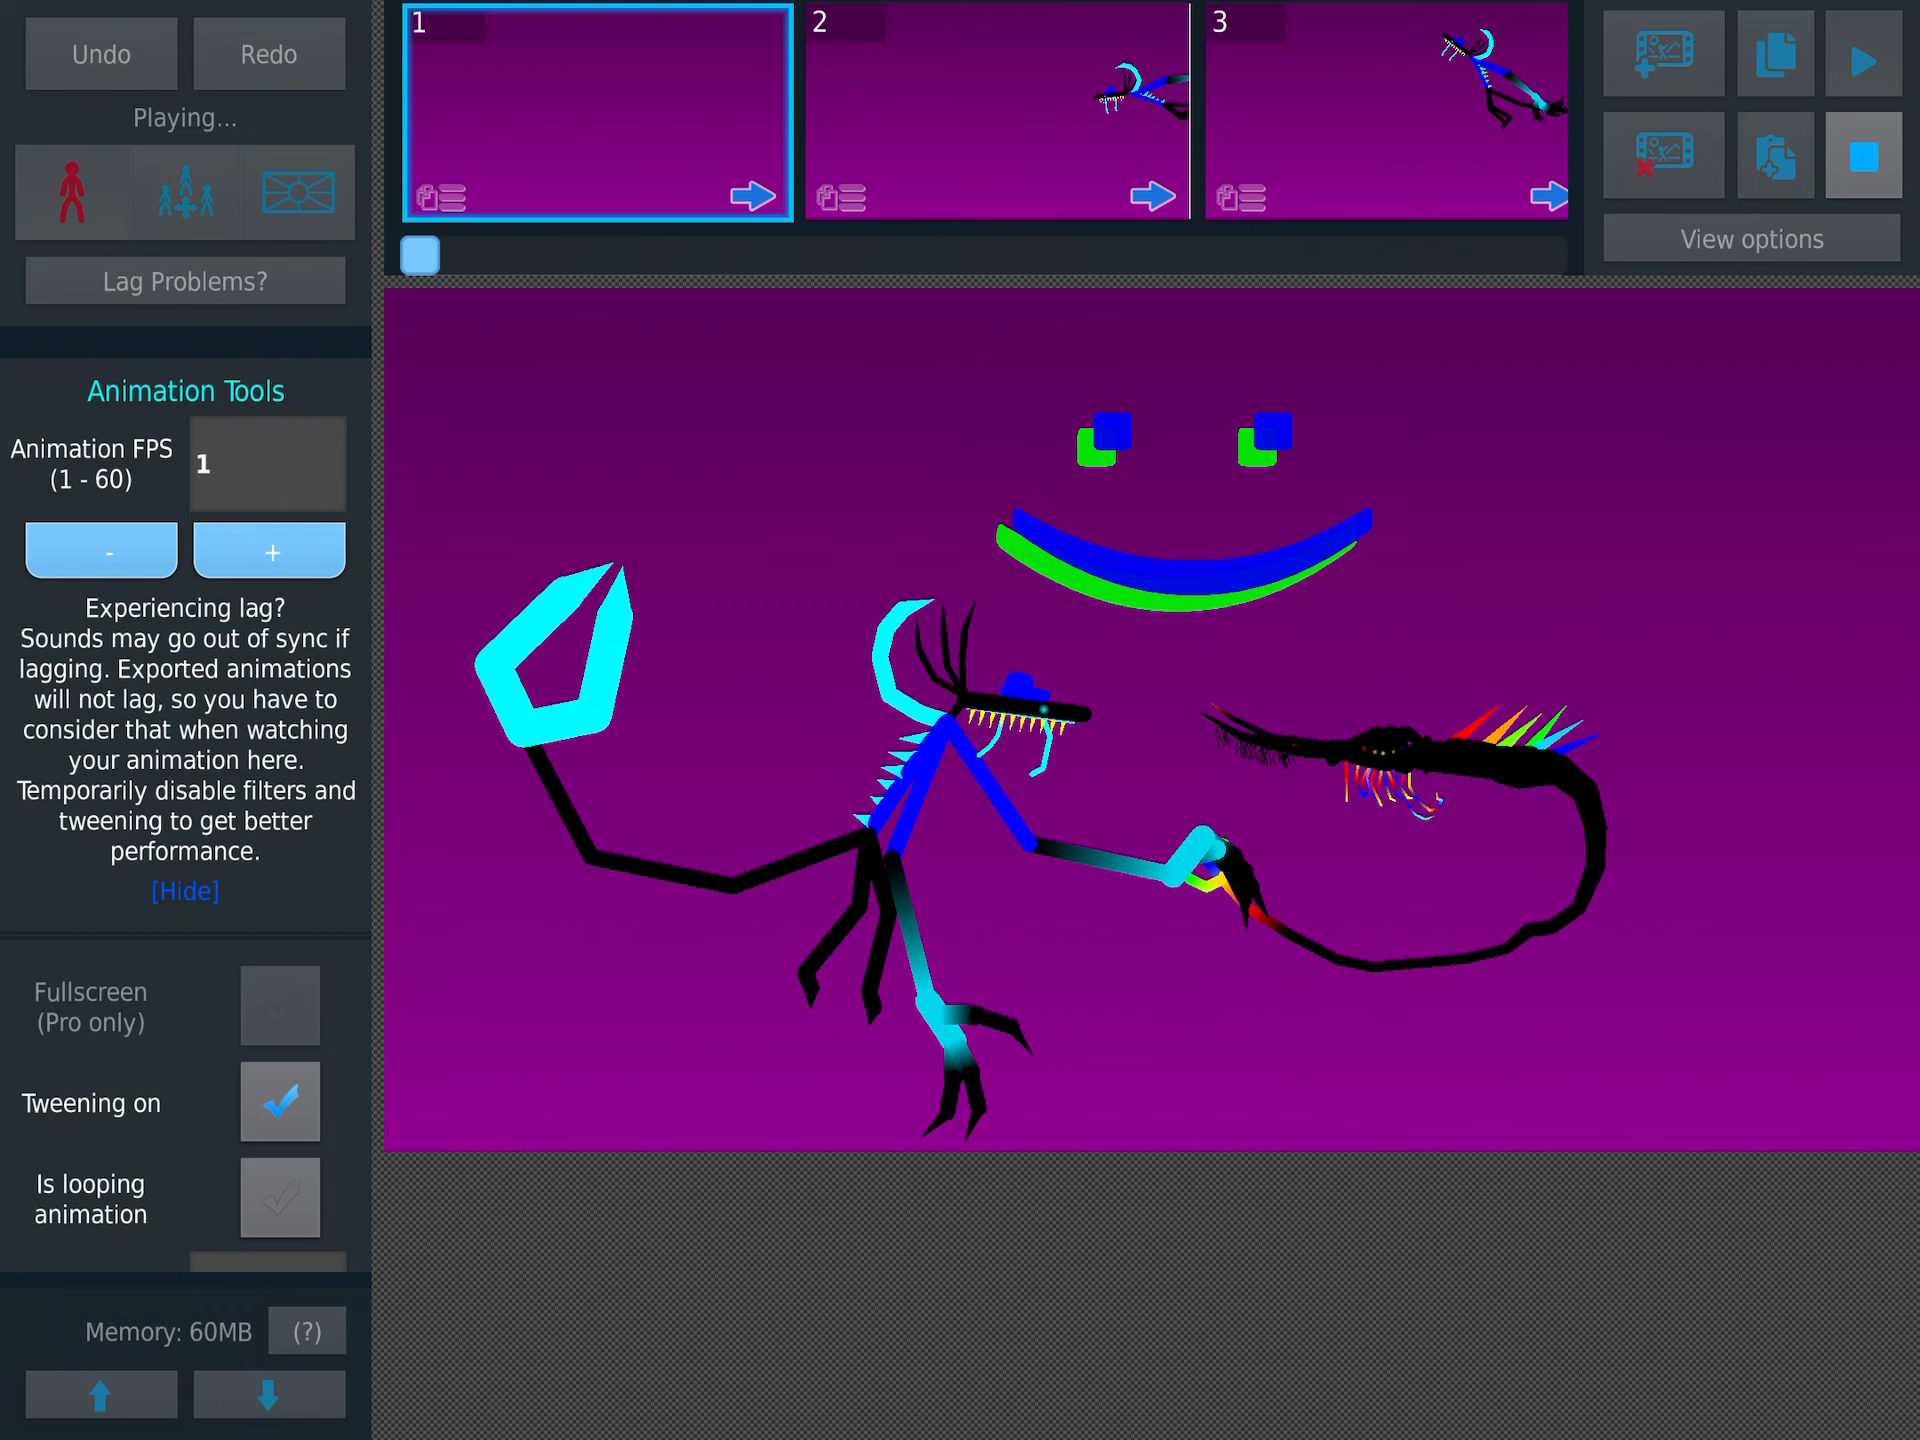 Undo
Redo
Playing...
Lag Problems?
1
2
3
View options
Animation Tools
Animation FPS
(1 - 60)
1
-
+
Experiencing lag?
Sounds may go out of sync if
lagging. Exported animations
will not lag, so you have to
consider that when watching
your animation here.
Temporarily disable filters and
tweening to get better
performance.
[Hide]
Fullscreen
(Pro only)
Tweening on
Is looping
animation
Memory: 60MB
(?)